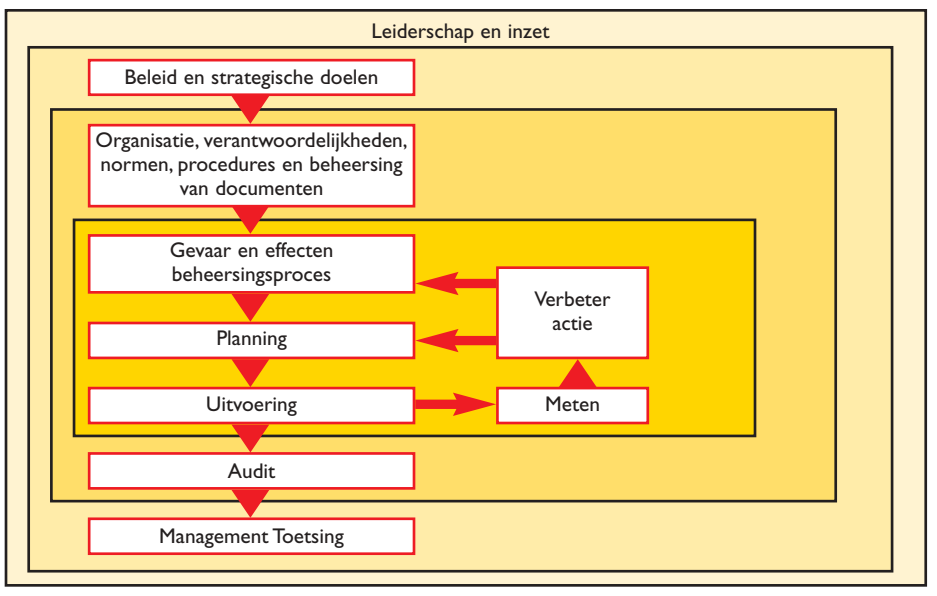 Leiderschap en inzet
Beleid en strategische doelen
Organisatie, verantwoordelijkheden,
normen, procedures en beheersing
van documenten
Gevaar en effecten
beheersingsproces
Verbeter
actie
Planning
Uitvoering
Meten
Audit
Management Toetsing